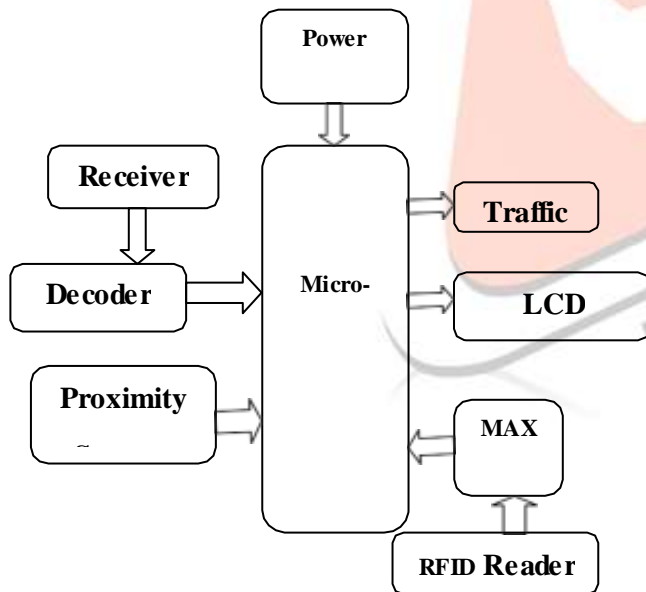 Power
Receiver
Traffic
Micro-
Decoder
LCD
Proximity
MAX
RFID Reader